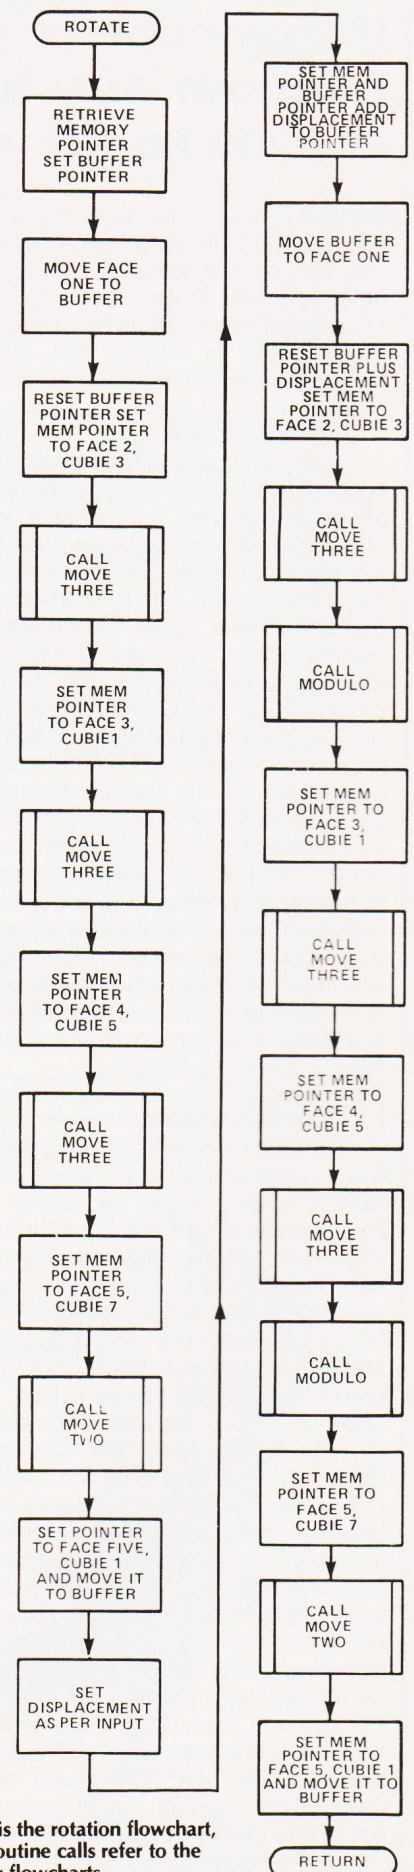 ROTATE
RETRIEVE
MEMORY
POINTER
SET BUFFER
POINTER
MOVE FACE
ONE TO
BUFFER
RESET BUFFER
POINTER SET
MEM POINTER
TO FACE 2,
CUBIE 3
CALL
MOVE
THREE
SET MEM
POINTER
TO FACE 3,
CUBIE1
CALL
MOVE
THREE
SET MEM
POINTER
TO FACE 4,
CUBIE 5
CALL
MOVE
THREE
SET MEM
POINTER
TO FACE 5,
CUBIE 7
CALL
MOVE
TWO
SET POINTER
TO FACE FIVE,
CUBIE 1
AND MOVE IT
TO BUFFER
SET
DISPLACEMENT
AS PER INPUT
SET MEM
POINTER AND
BUFFER
POINTER ADD
DISPLACEMENT
TO BUFFER
POINTER
MOVE BUFFER
TO FACE ONE
RESET BUFFER
POINTER PLUS
DISPLACEMENT
SET MEM
POINTER TO
FACE 2, CUBIE 3
CALL
MOVE
THREE
CALL
MODULO
SET MEM
POINTER TO
FACE 3,
CUBIE 1
CALL
MOVE
THREE
SET MEM
POINTER TO
FACE 4,
CUBIE 5
CALL
MOVE
THREE
CALL
MODULO
SET MEM
POINTER TO
FACE 5,
CUBIE 7
CALL
MOVE
TWO
SET MEM
POINTER TO
FACE 5, CUBIE 1
AND MOVE IT TO
BUFFER
RETURN
is the rotation flowchart,
outine calls refer to the
flowcharts